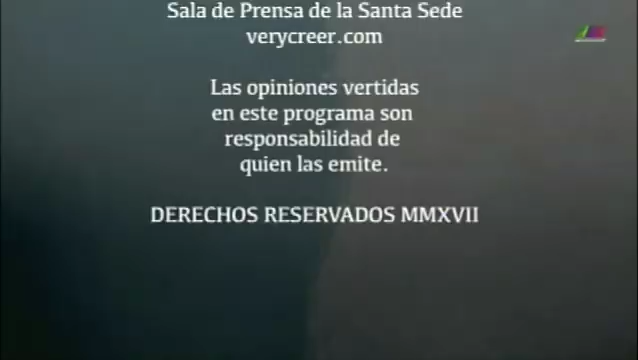 Sala de Prensa de la Santa Sede
verycreer.com
Las opiniones vertidas
en este programa son
responsabilidad de
quien las emite.
DERECHOS RESERVADOS MMXVII